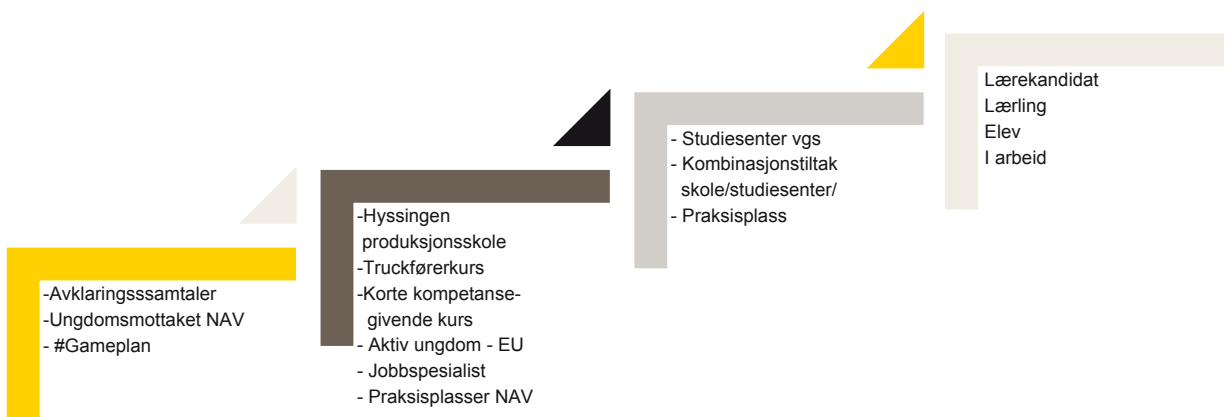 -Avklaringsssamtaler
-Ungdomsmottaket NAV
- #Gameplan
-Hyssingen
produksjonsskole
-Truckførerkurs
-Korte kompetanse-
givende kurs
- Aktiv ungdom - EU
- Jobbspesialist
- Praksisplasser NAV
- Studiesenter vgs
- Kombinasjonstiltak
skole/studiesenter/
- Praksisplass
Lærekandidat
Lærling
Elev
I arbeid